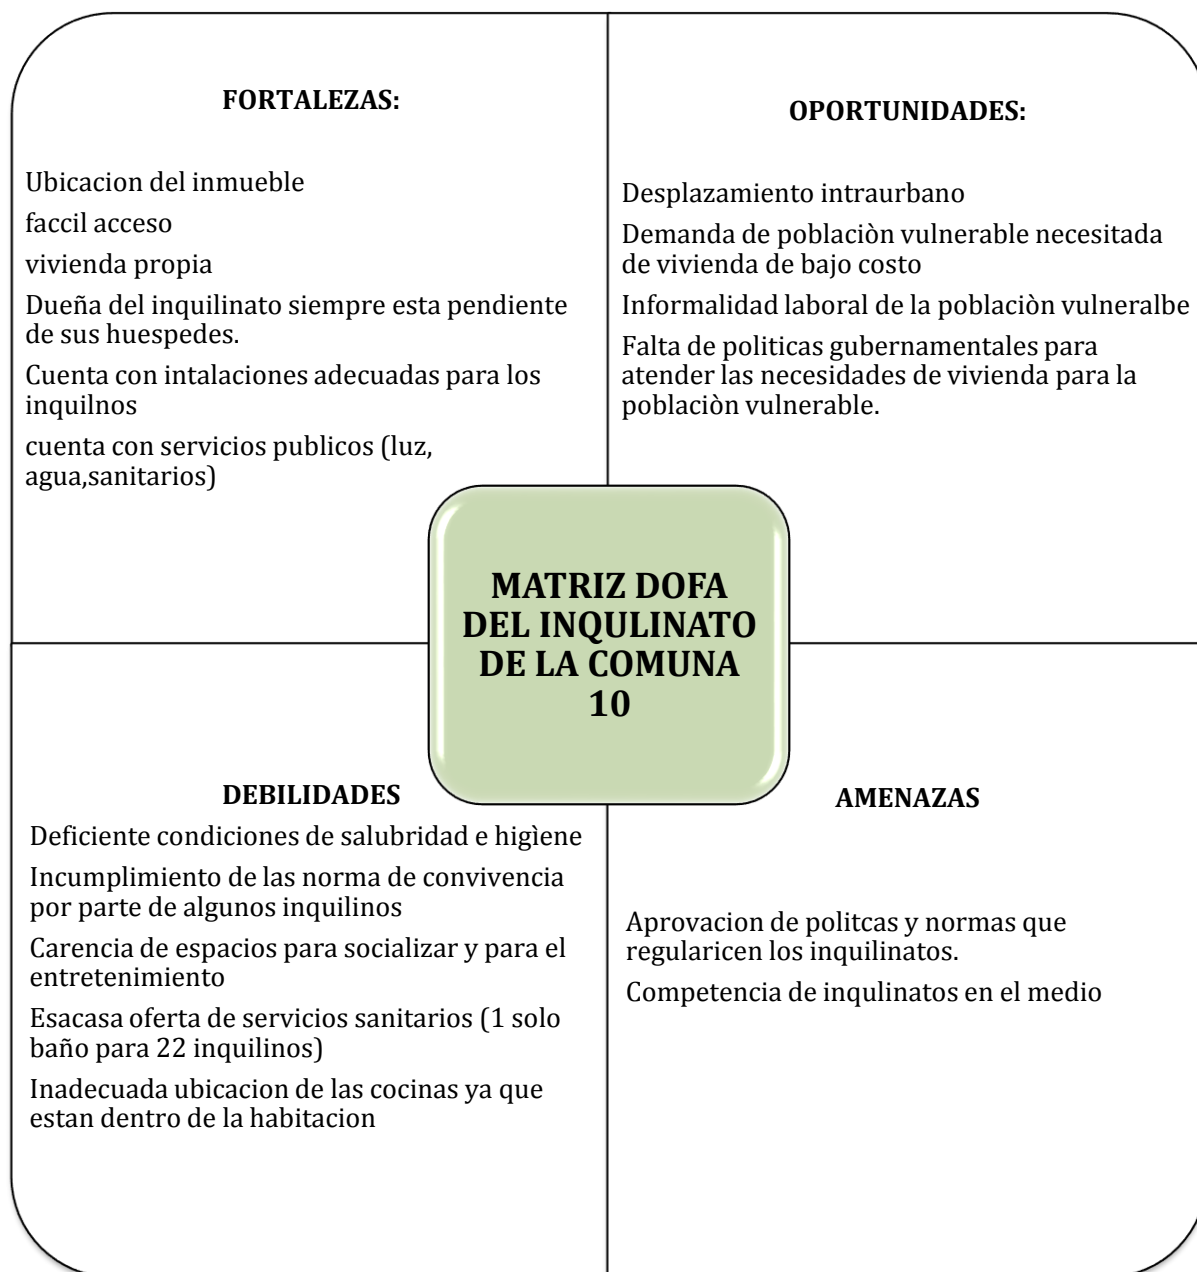 FORTALEZAS:
Ubicacion del inmueble
faccil acceso
vivienda propia
Dueña del inquilinato siempre esta pendiente
de sus huespedes.
Cuenta con intalaciones adecuadas para los
inquilnos
cuenta con servicios publicos (luz,
agua,sanitarios)
OPORTUNIDADES:
Desplazamiento intraurbano
Demanda de poblaciòn vulnerable necesitada
de vivienda de bajo costo
Informalidad laboral de la poblaciòn vulneralbe
Falta de politicas gubernamentales para
atender las necesidades de vivienda para la
poblaciòn vulnerable.
MATRIZ DOFA
DEL INQULINATO
DE LA COMUNA
10
DEBILIDADES
Deficiente condiciones de salubridad e higìene
Incumplimiento de las norma de convivencia
por parte de algunos inquilinos
Carencia de espacios para socializar y para el
entretenimiento
Esacasa oferta de servicios sanitarios (1 solo
baño para 22 inquilinos)
Inadecuada ubicacion de las cocinas ya que
estan dentro de la habitacion
AMENAZAS
Aprovacion de politcas y normas que
regularicen los inquilinatos.
Competencia de inqulinatos en el medio